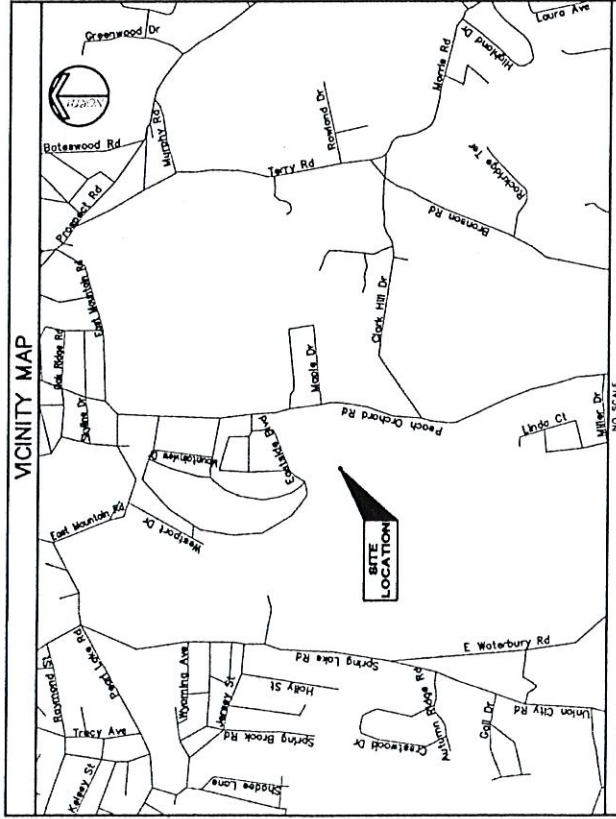 VICINITY MAP
Greenwood Dr
Laura Ave
NORTH
Bateswood Rd
Murphy Rd
Prospect Rd
Terry Rd
Rowland Dr
Morris Rd
Highland Dr
Rockridge Ter
Bronson Rd
East Mountain Rd
Oak Ridge Rd
Skyline Dr
Clark Hill Dr
Maple Dr
Peach Orchard Rd
Mountainview Dr
Eastside Blvd
Linda Ct
Miller Dr
NO SCALE
East Mountain Rd
Westport Dr
SITE
LOCATION
Pearl Lake Rd
Raymond St
Tracy Ave
Kelsey St
Wyoming Ave
Jersey St
Spring Lake Rd
E Waterbury Rd
Holly St
Spring Brook Rd
Shadee Lane
Crestwood Dr
Autumn Ridge Rd
Gail Dr
Union City Rd